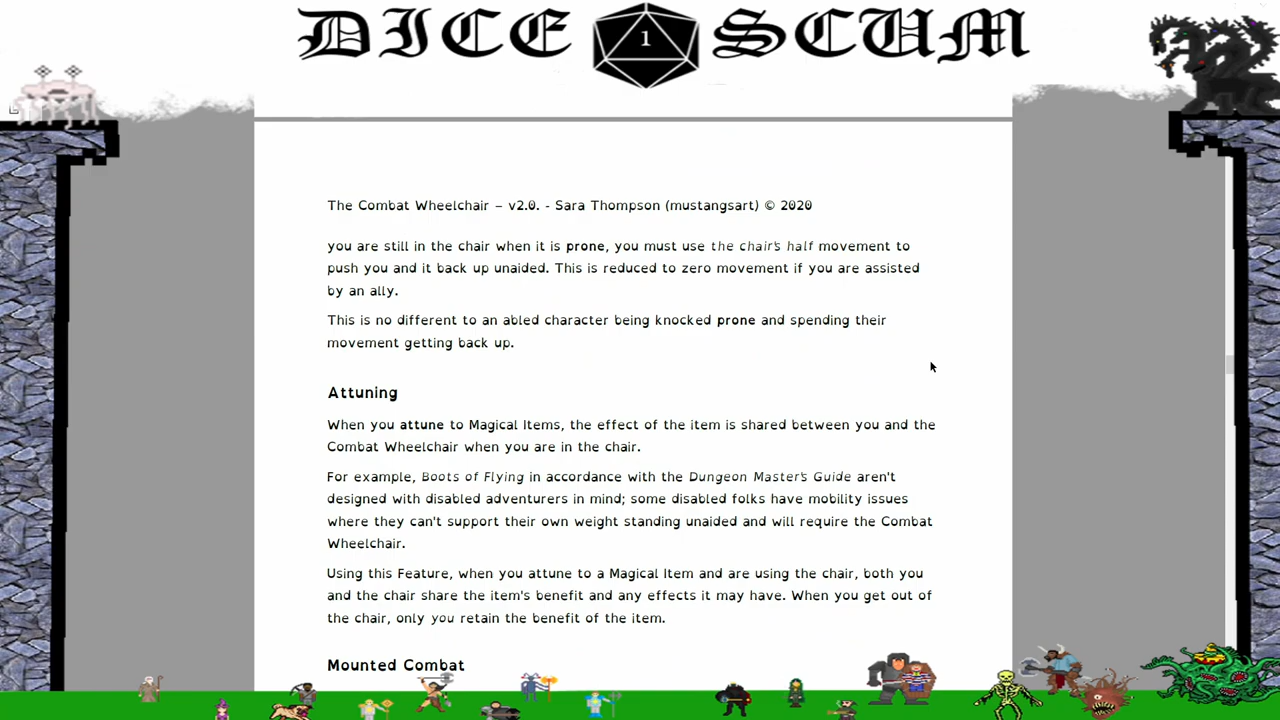 DICE 1 SCUM
The Combat Wheelchair – v2.0. - Sara Thompson (mustangsart) © 2020
you are still in the chair when it is prone, you must use the chair's half movement to
push you and it back up unaided. This is reduced to zero movement if you are assisted
by an ally.
This is no different to an abled character being knocked prone and spending their
movement getting back up.
Attuning
When you attune to Magical Items, the effect of the item is shared between you and the
Combat Wheelchair when you are in the chair.
For example, Boots of Flying in accordance with the Dungeon Master's Guide aren't
designed with disabled adventurers in mind; some disabled folks have mobility issues
where they can't support their own weight standing unaided and will require the Combat
Wheelchair.
Using this Feature, when you attune to a Magical Item and are using the chair, both you
and the chair share the item's benefit and any effects it may have. When you get out of
the chair, only you retain the benefit of the item.
Mounted Combat